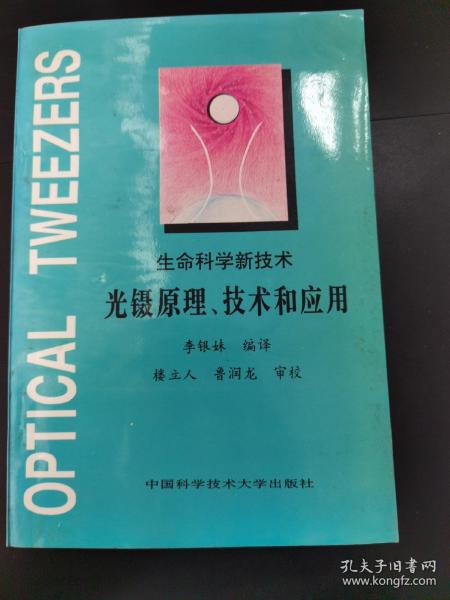 OPTICAL TWEEZERS
生命科学新技术
光镊原理、技术和应用
李银妹 编译
楼立人 鲁润龙 审校
中国科学技术大学出版社
孔夫子旧书网
www.kongfz.com